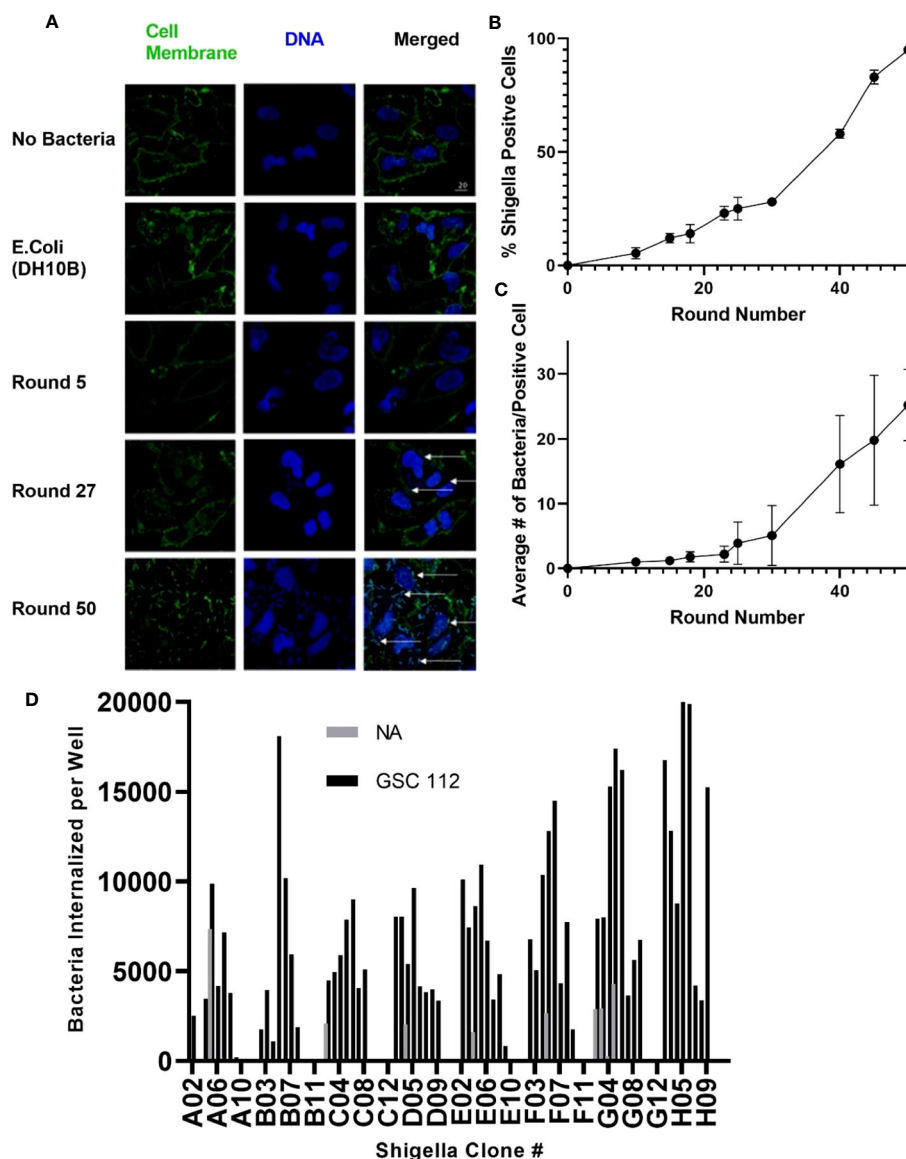 A
Cell
Membrane
DNA
Merged
No Bacteria
20
E.Coli
(DH10B)
Round 5
Round 27
Round 50
B
% Shigella Positve Cells
100
50
0
0
20
40
Round Number
C
Average # of Bacteria/Positive Cell
30
20
10
0
0
20
40
Round Number
D
Bacteria Internalized per Well
20000
15000
10000
5000
0
NA
GSC 112
A02
A06
A10
B03
B07
B11
C04
C08
C12
D05
D09
E02
E06
E10
F03
F07
F11
G04
G08
G12
H05
H09
Shigella Clone #